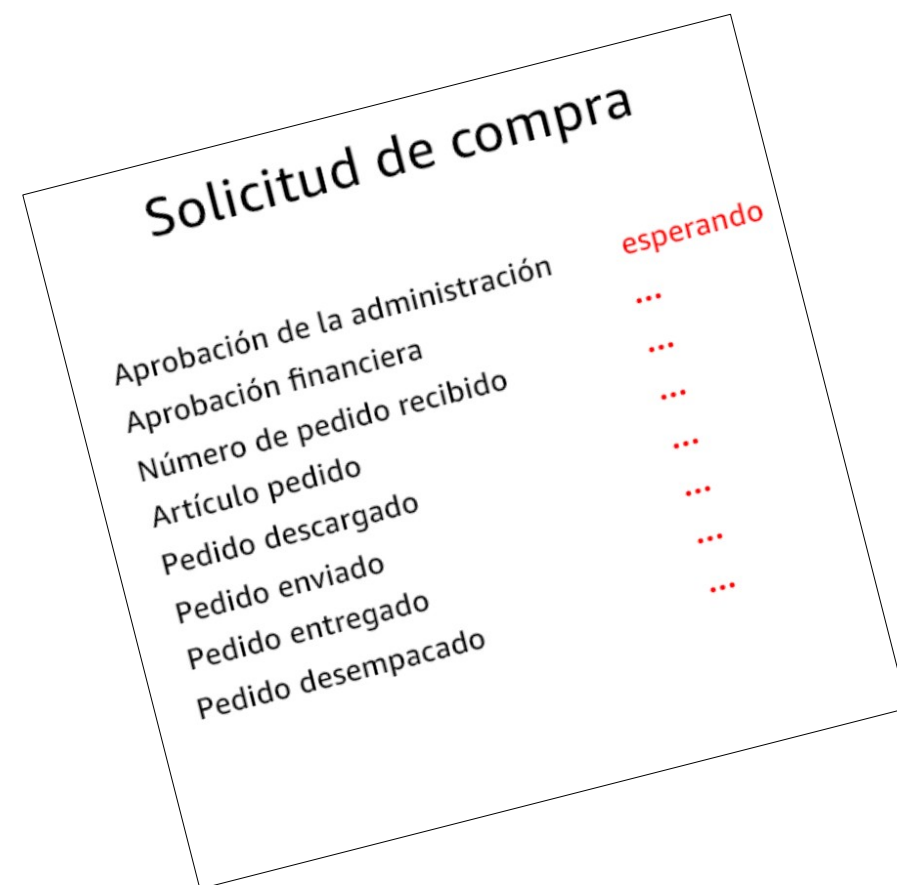 Solicitud de compra
Aprobación de la administración esperando
Aprobación financiera ...
Número de pedido recibido ...
Artículo pedido ...
Pedido descargado ...
Pedido enviado ...
Pedido entregado ...
Pedido desempacado ...